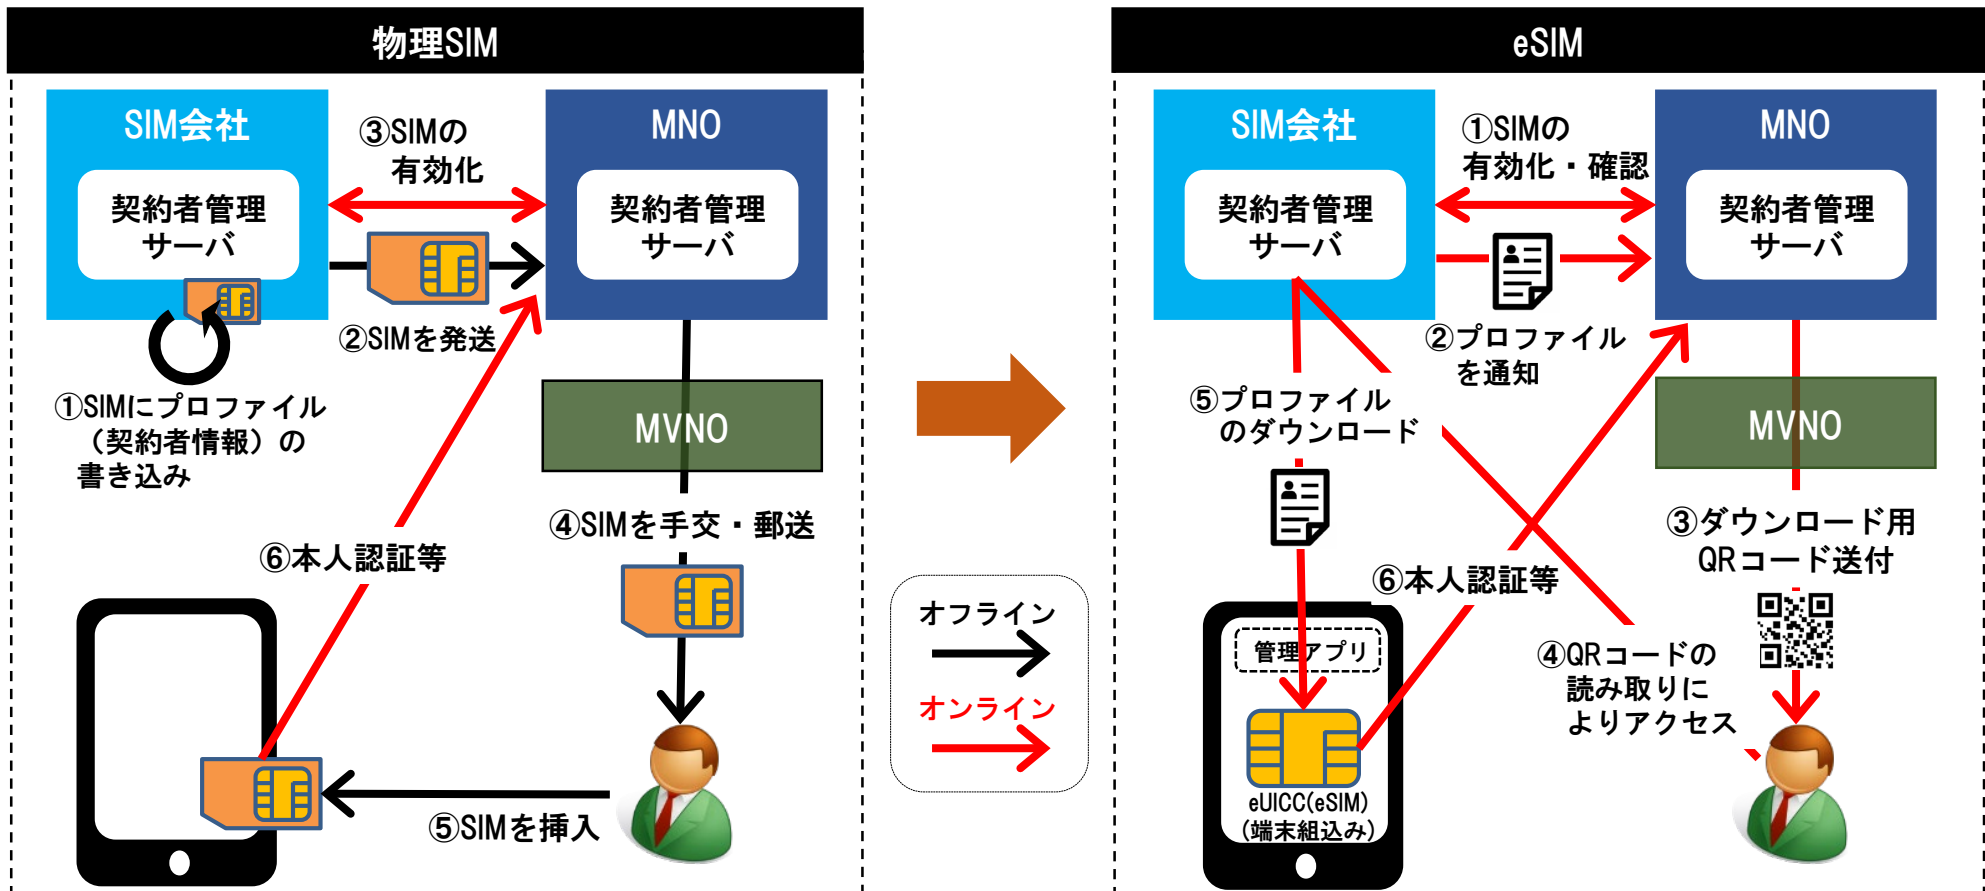 物理SIM
SIM会社
契約者管理
サーバ
③SIMの
有効化
MNO
契約者管理
サーバ
②SIMを発送
①SIMにプロファイル
（契約者情報）の
書き込み
MVNO
④SIMを手交・郵送
⑥本人認証等
⑤SIMを挿入
オフライン
オンライン
eSIM
SIM会社
契約者管理
サーバ
①SIMの
有効化・確認
MNO
契約者管理
サーバ
②プロファイル
を通知
⑤プロファイル
のダウンロード
MVNO
③ダウンロード用
QRコード送付
⑥本人認証等
④QRコードの
読み取りに
よりアクセス
管理アプリ
eUICC(eSIM)
(端末組込み)